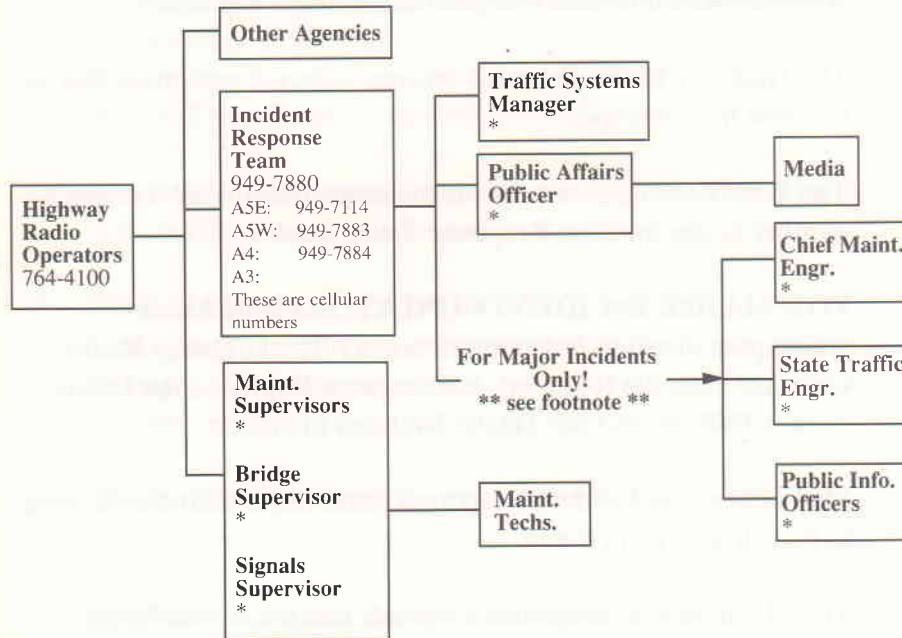 Other Agencies
Incident
Response
Team
949-7880
A5E: 949-7114
A5W: 949-7883
A4: 949-7884
A3:
These are cellular
numbers
Highway
Radio
Operators
764-4100
Maint.
Supervisors
*
Bridge
Supervisor
*
Signals
Supervisor
*
Traffic Systems
Manager
*
Public Affairs
Officer
*
For Major Incidents
Only!
** see footnote **
Maint.
Techs.
Media
Chief Maint.
Engr.
*
State Traffic
Engr.
*
Public Info.
Officers
*